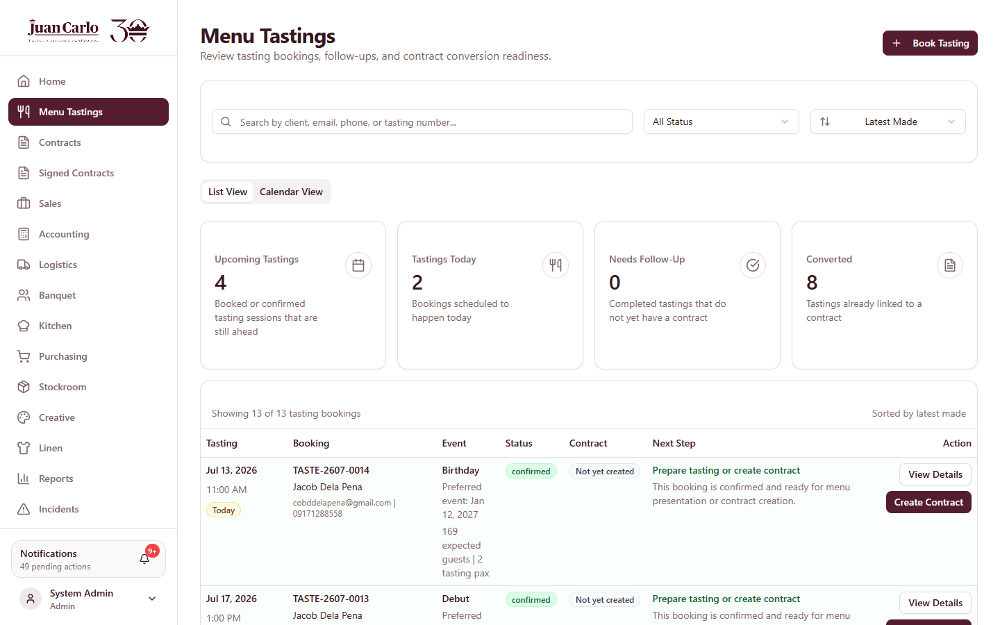 Juan Carlo 30
Home
Menu Tastings
Contracts
Signed Contracts
Sales
Accounting
Logistics
Banquet
Kitchen
Purchasing
Stockroom
Creative
Linen
Reports
Incidents
Notifications
49 pending actions
9+
System Admin
Admin
Menu Tastings
Review tasting bookings, follow-ups, and contract conversion readiness.
Book Tasting
Search by client, email, phone, or tasting number...
All Status
Latest Made
List View
Calendar View
Upcoming Tastings
4
Booked or confirmed
tasting sessions that are
still ahead
Tastings Today
2
Bookings scheduled to
happen today
Needs Follow-Up
0
Completed tastings that do
not yet have a contract
Converted
8
Tastings already linked to a
contract
Showing 13 of 13 tasting bookings
Sorted by latest made
Tasting Booking Event Status Contract Next Step Action
Jul 13, 2026
11:00 AM
Today
TASTE-2607-0014
Jacob Dela Pena
cobddelapena@gmail.com |
09171288558
Birthday
Preferred
event: Jan
12, 2027
169
expected
guests | 2
tasting pax
confirmed
Not yet created
Prepare tasting or create contract
This booking is confirmed and ready for menu
presentation or contract creation.
View Details
Create Contract
Jul 17, 2026
1:00 PM
TASTE-2607-0013
Jacob Dela Pena
Debut
Preferred
confirmed
Not yet created
Prepare tasting or create contract
This booking is confirmed and ready for menu
View Details